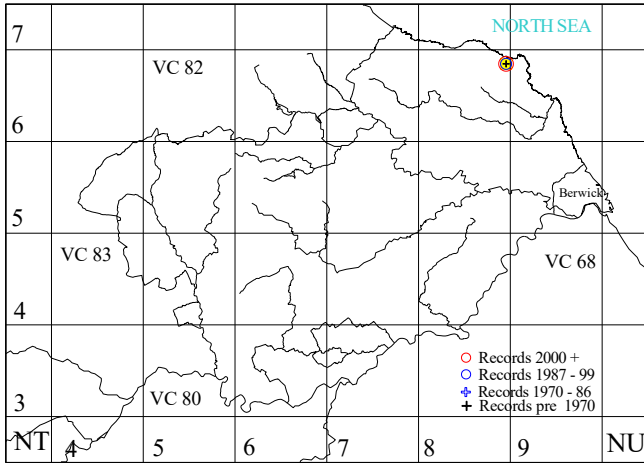 NORTH SEA
7
VC 82
6
Berwick
5
VC 83
VC 68
4
Records 2000 +
Records 1987 - 99
Records 1970 - 86
VC 80
Records pre 1970
3
NT 4 5 6 7 8 9 NU